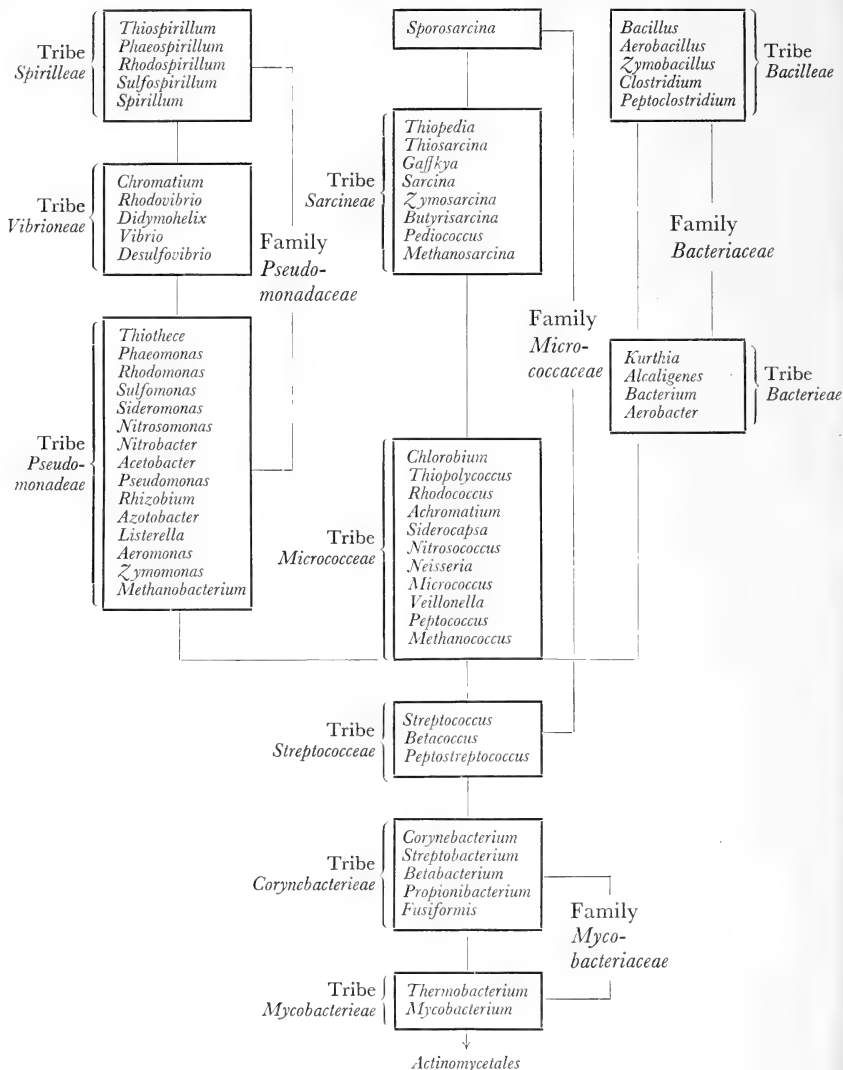 Tribe
Spirilleae
Thiospirillum
Phaeospirillum
Rhodospirillum
Sulfospirillum
Spirillum
Tribe
Vibrioneae
Chromatium
Rhodovibrio
Didymohelix
Vibrio
Desulfovibrio
Family
Pseudo-
monadaceae
Tribe
Pseudo-
monadeae
Thiothece
Phaeomonas
Rhodomonas
Sulfomonas
Sideromonas
Nitrosomonas
Nitrobacter
Acetobacter
Pseudomonas
Rhizobium
Azotobacter
Listerella
Aeromonas
Zymomonas
Methanobacterium
Sporosarcina
Tribe
Sarcineae
Thiopedia
Thiosarcina
Gaffkya
Sarcina
Zymosarcina
Butyrisarcina
Pediococcus
Methanosarcina
Family
Micro-
coccaceae
Tribe
Micrococceae
Chlorobium
Thiopolycoccus
Rhodococcus
Achromatium
Siderocapsa
Nitrosococcus
Neisseria
Micrococcus
Veillonella
Peptococcus
Methanococcus
Bacillus
Aerobacillus
Zymobacillus
Clostridium
Peptoclostridium
Tribe
Bacilleae
Family
Bacteriaceae
Kurthia
Alcaligenes
Bacterium
Aerobacter
Tribe
Bacterieae
Tribe
Streptococceae
Streptococcus
Betacoccus
Peptostreptococcus
Tribe
Corynebacterieae
Corynebacterium
Streptobacterium
Betabacterium
Propionibacterium
Fusiformis
Family
Myco-
bacteriaceae
Tribe
Mycobacterieae
Thermobacterium
Mycobacterium
Actinomycetales